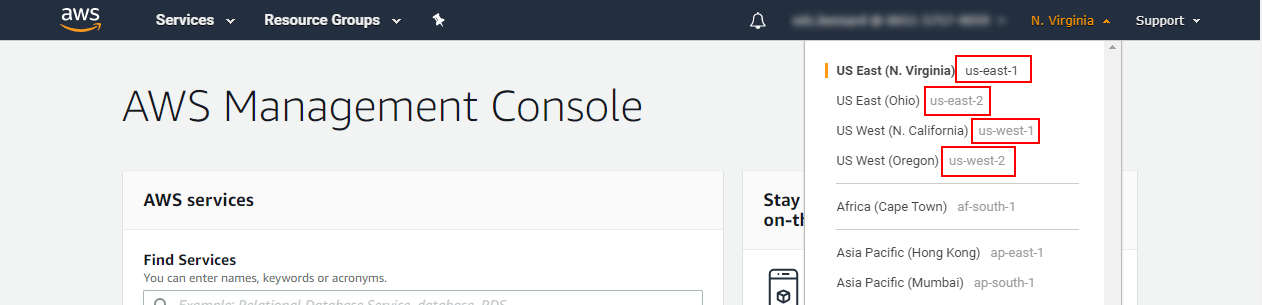 aws Services Resource Groups N. Virginia Support
US East (N. Virginia) us-east-1
US East (Ohio) us-east-2
US West (N. California) us-west-1
US West (Oregon) us-west-2
Africa (Cape Town) af-south-1
Asia Pacific (Hong Kong) ap-east-1
Asia Pacific (Mumbai) ap-south-1
AWS Management Console
AWS services
Find Services
You can enter names, keywords or acronyms.
Example: Relational Database Service, database, RDS
Stay